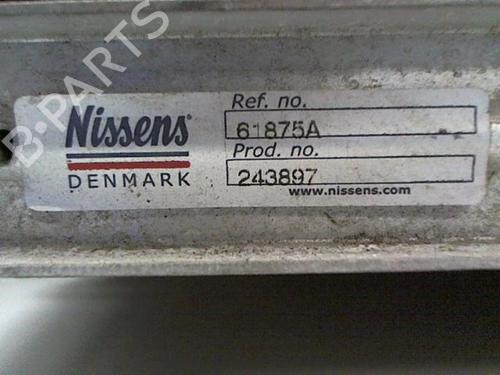 B-PARTS
Nissens
DENMARK
Ref. no.
61875A
Prod. no.
243897
www.nissens.com